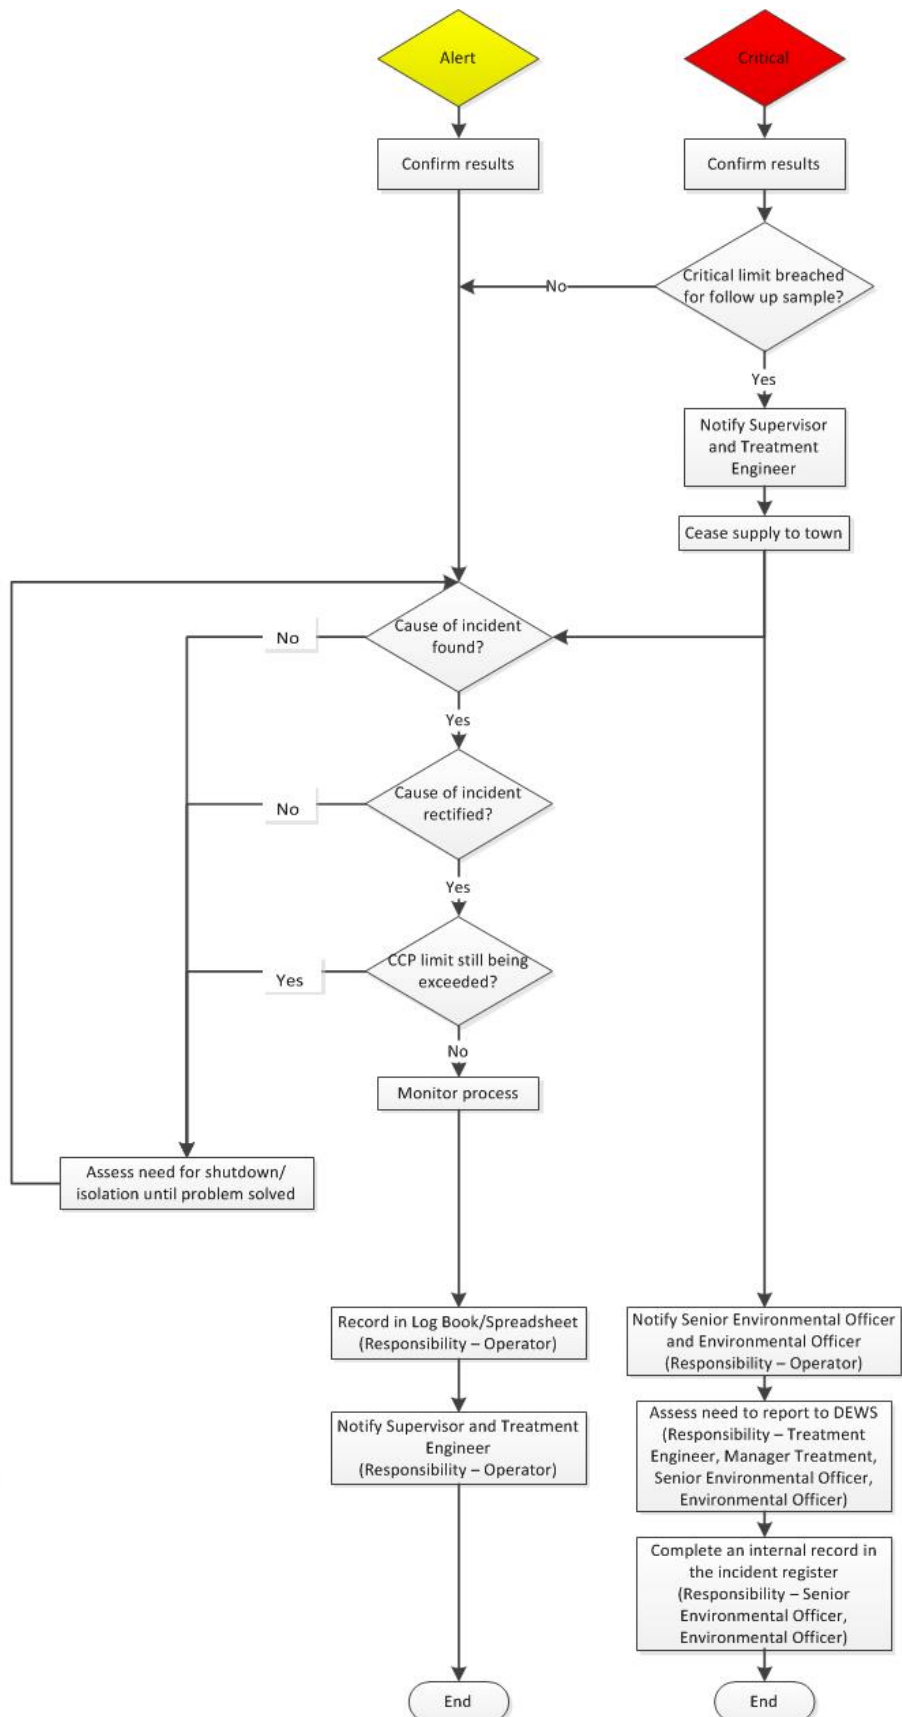 Alert
Critical
Confirm results
Confirm results
Critical limit breached
for follow up sample?
No
Yes
Notify Supervisor
and Treatment
Engineer
Cease supply to town
Cause of incident
found?
No
Yes
Cause of incident
rectified?
No
Yes
CCP limit still being
exceeded?
Yes
No
Monitor process
Assess need for shutdown/
isolation until problem solved
Record in Log Book/Spreadsheet
(Responsibility – Operator)
Notify Senior Environmental Officer
and Environmental Officer
(Responsibility – Operator)
Notify Supervisor and Treatment
Engineer
(Responsibility – Operator)
Assess need to report to DEWS
(Responsibility – Treatment
Engineer, Manager Treatment,
Senior Environmental Officer,
Environmental Officer)
Complete an internal record in
the incident register
(Responsibility – Senior
Environmental Officer,
Environmental Officer)
End
End